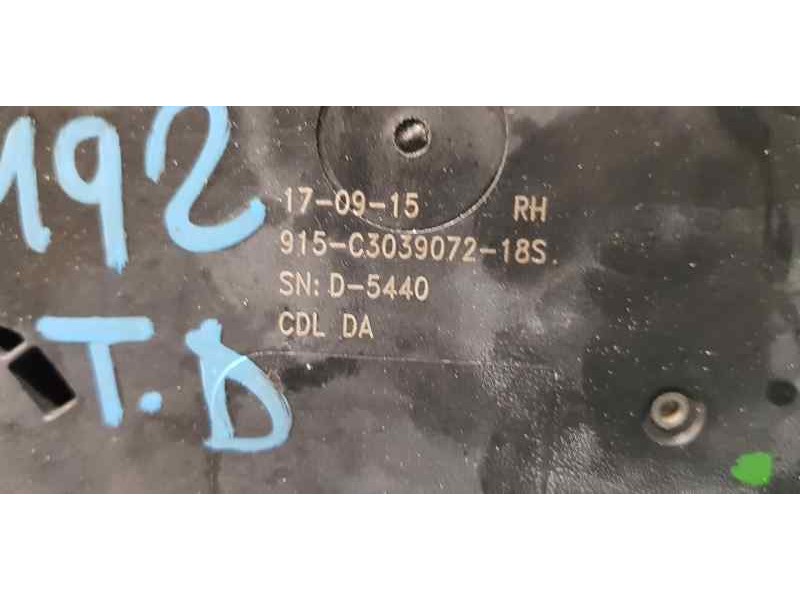 192
17-09-15 RH
915-C3039072-18S.
SN: D-5440
CDL DA
T.D